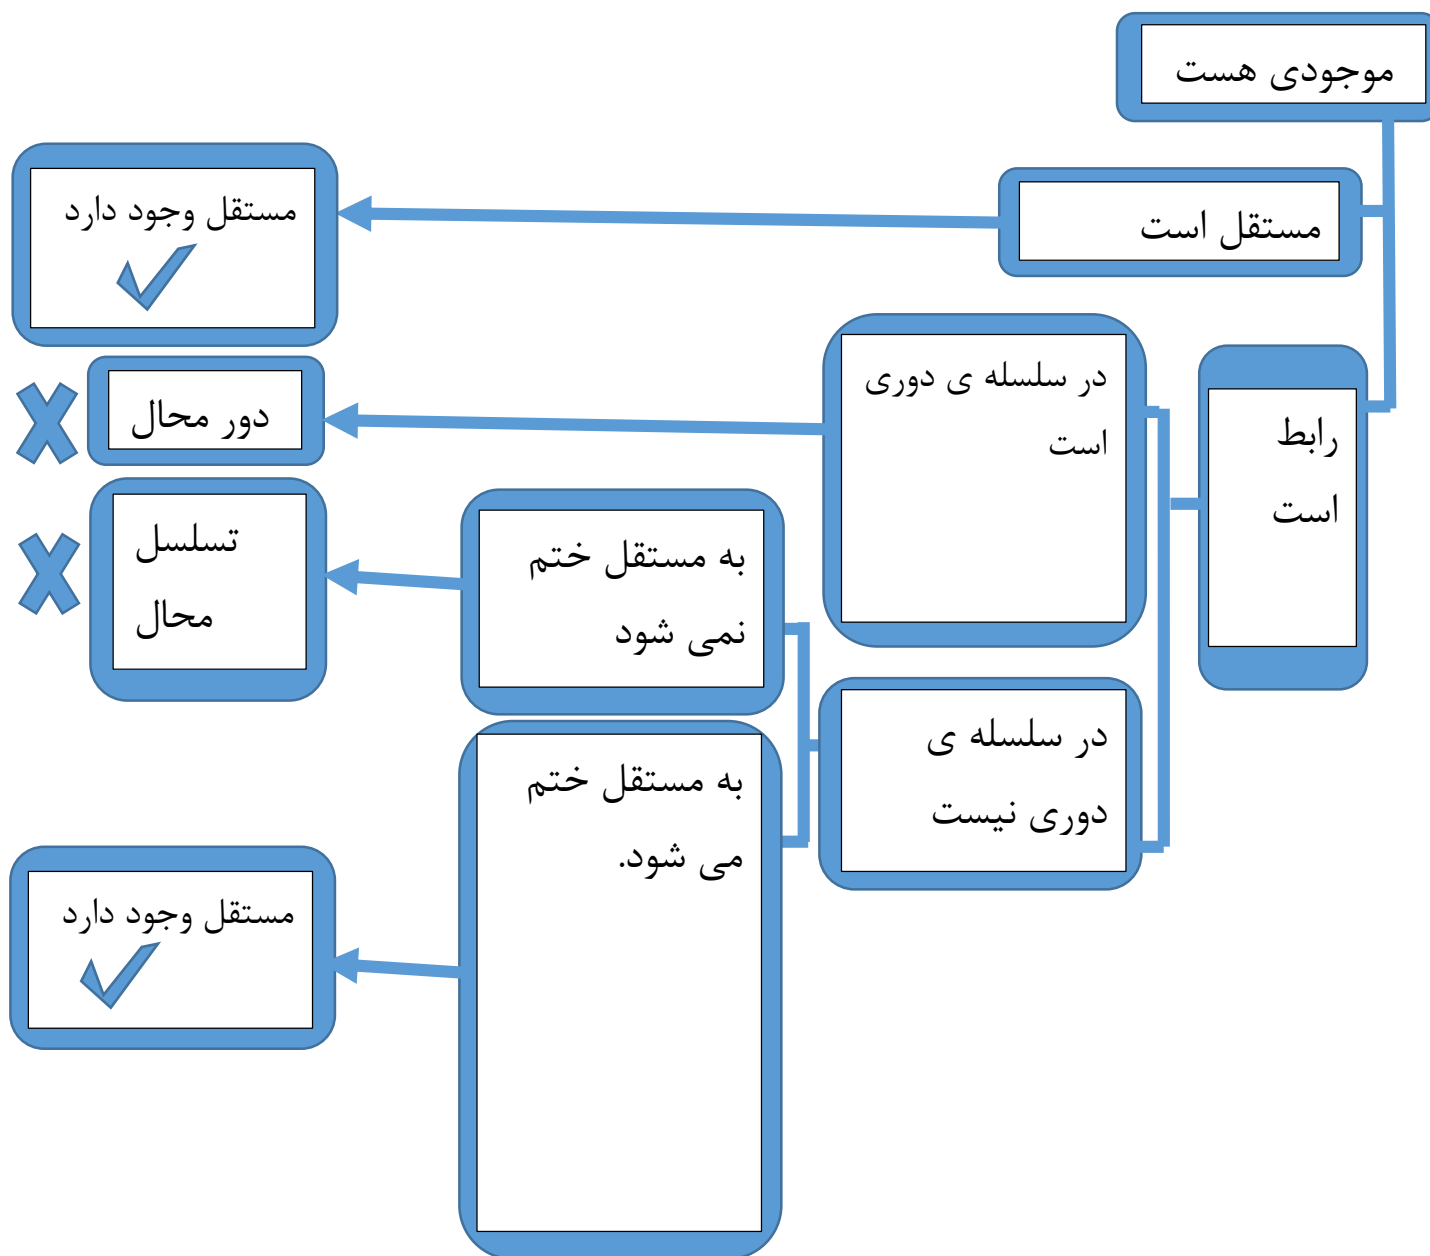 موجودی هست
مستقل است
مستقل وجود دارد
رابط
است
در سلسله ی دوری
است
دور محال
در سلسله ی
دوری نیست
به مستقل ختم
نمی شود
تسلسل
محال
به مستقل ختم
می شود.
مستقل وجود دارد